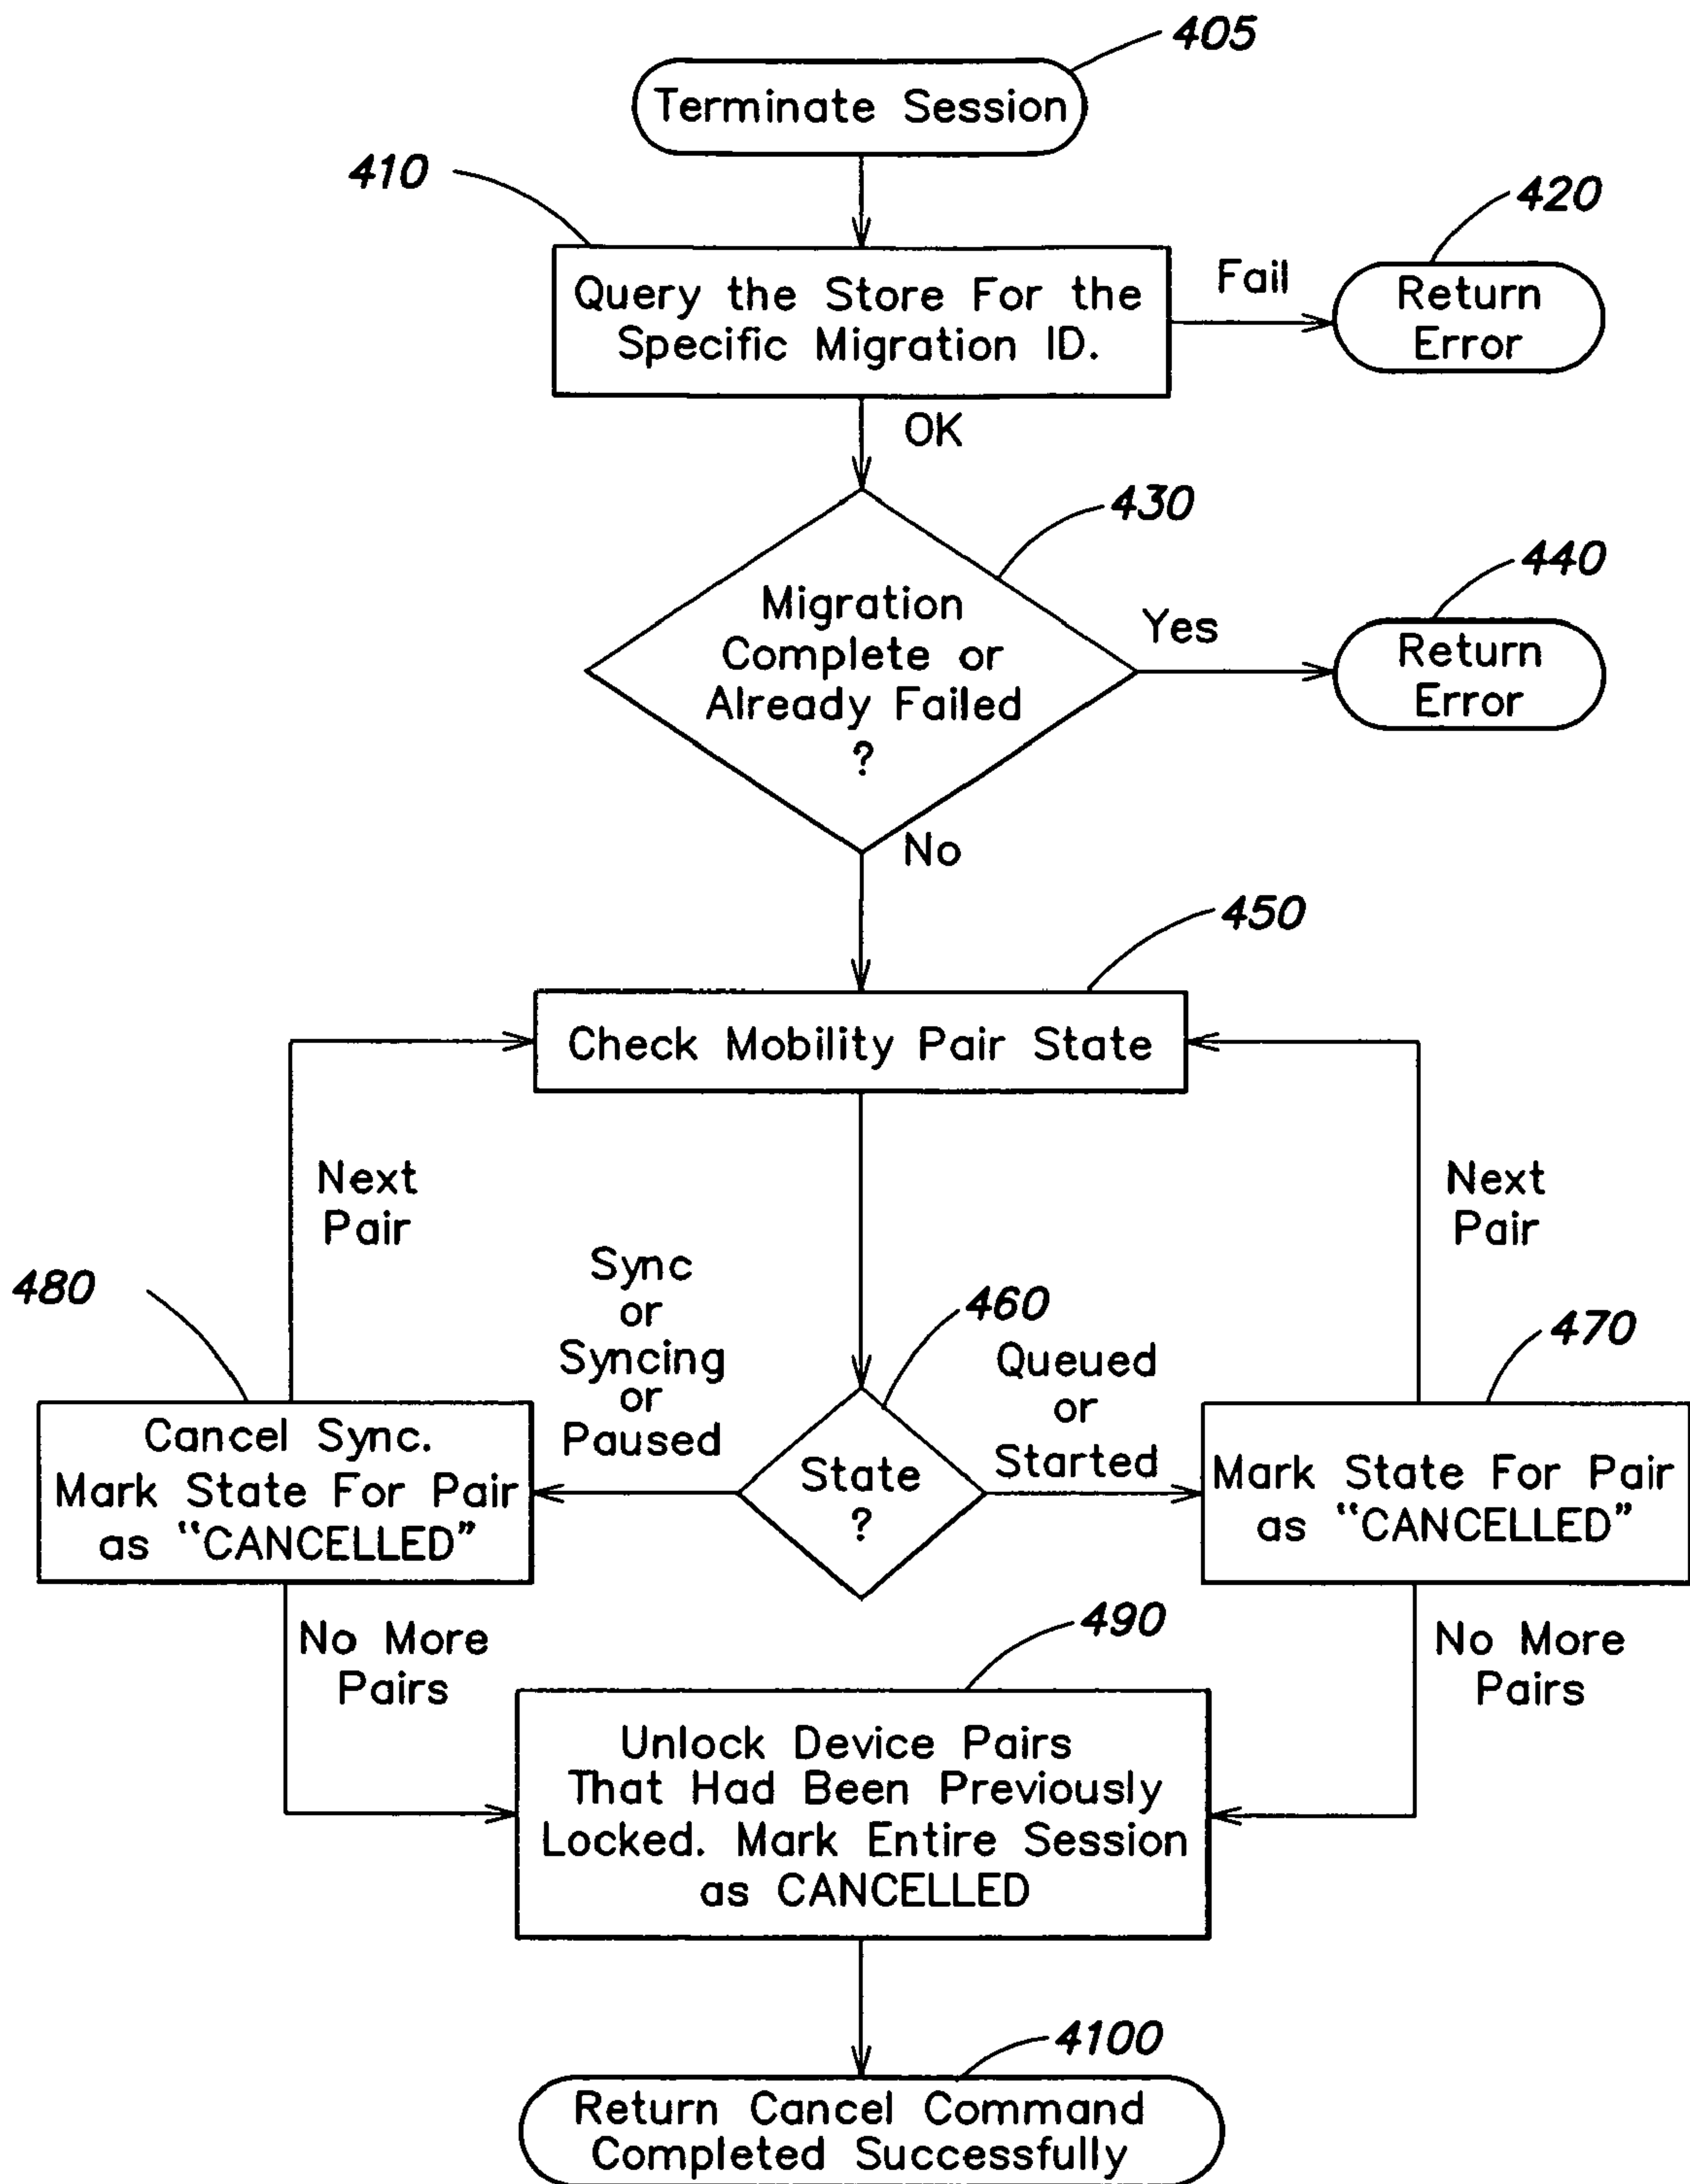 405
Terminate Session
410
420
Query the Store For the
Specific Migration ID.
Fail
Return
Error
OK
430
440
Migration
Complete or
Already Failed
?
Yes
Return
Error
No
450
Check Mobility Pair State
Next
Pair
Next
Pair
480
Sync
or
Syncing
or
Paused
460
Queued
or
Started
470
Cancel Sync.
Mark State For Pair
as "CANCELLED"
State
?
Mark State For Pair
as "CANCELLED"
No More
Pairs
490
No More
Pairs
Unlock Device Pairs
That Had Been Previously
Locked. Mark Entire Session
as CANCELLED
4100
Return Cancel Command
Completed Successfully